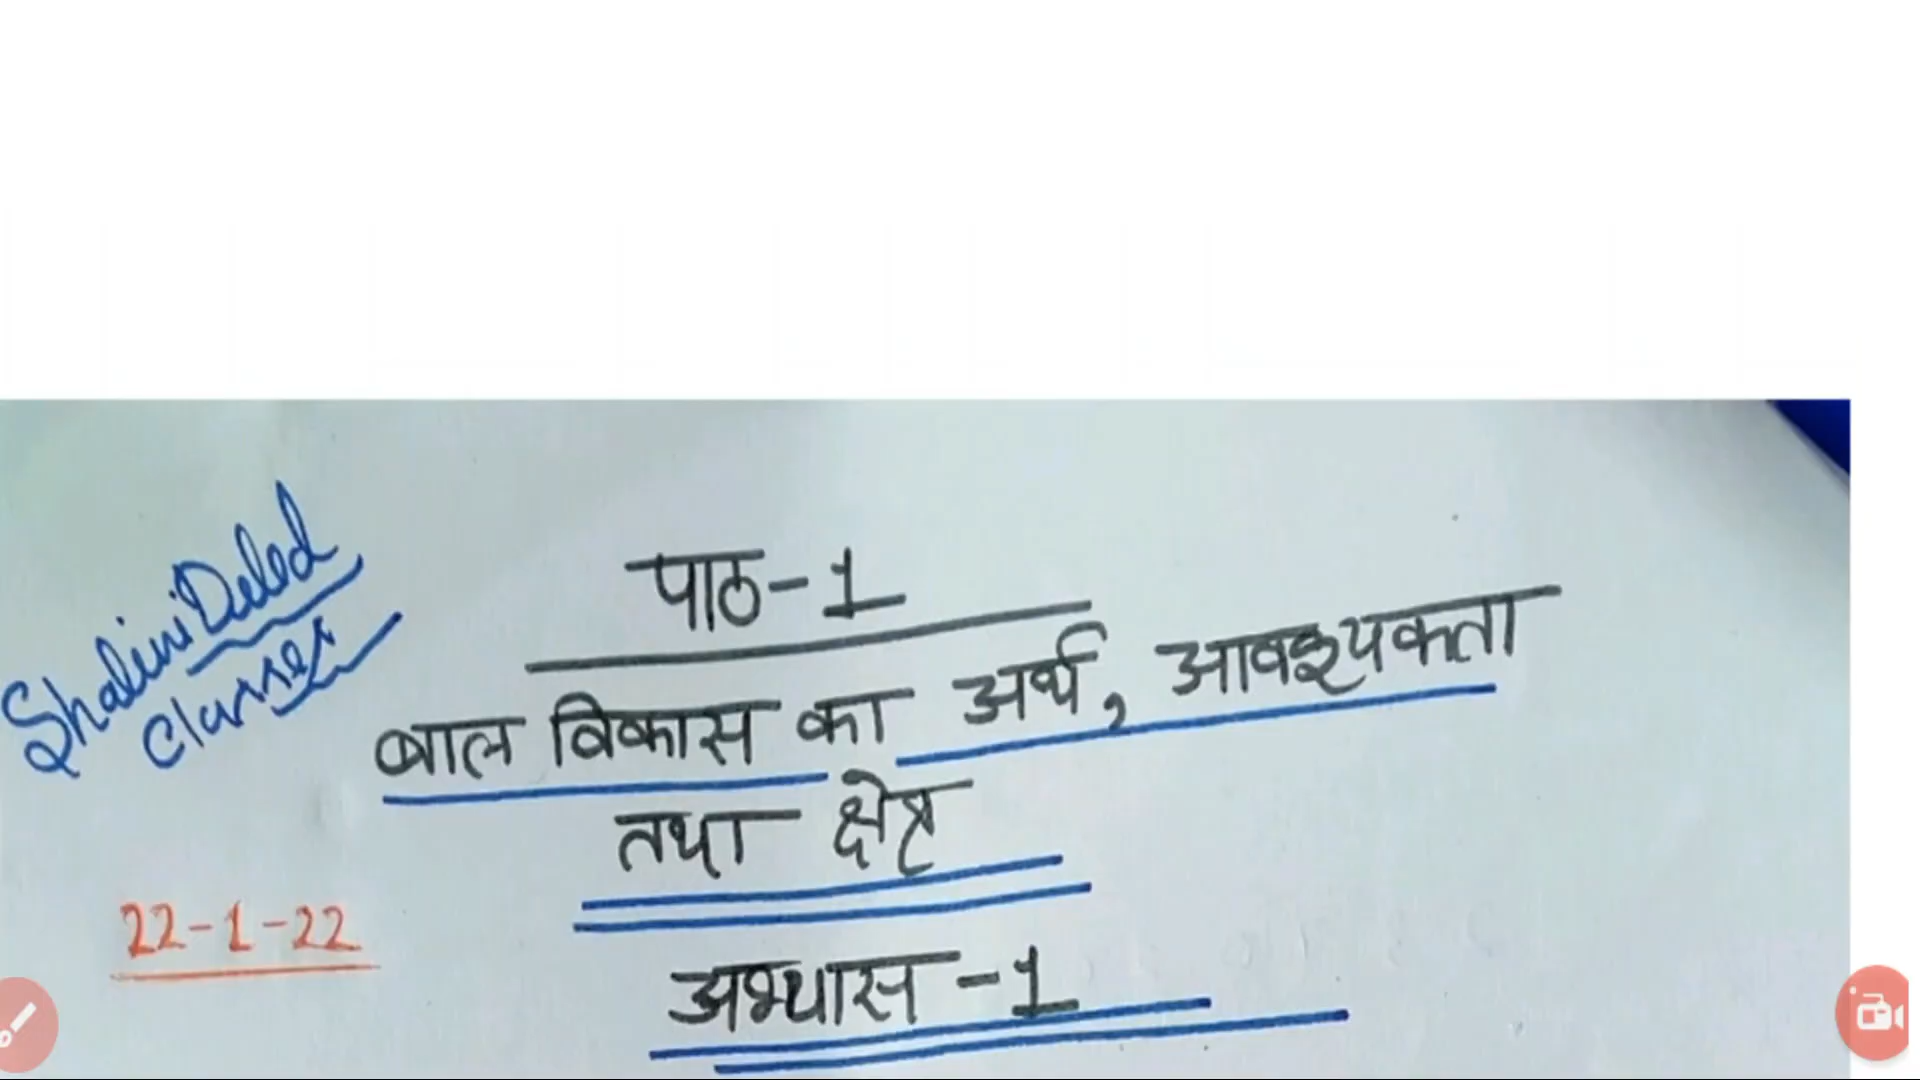 Shalini Deled
Classes
पाठ-1
बाल विकास का अर्थ, आवश्यकता
तथा क्षेत्र
22-1-22
अभ्यास-1